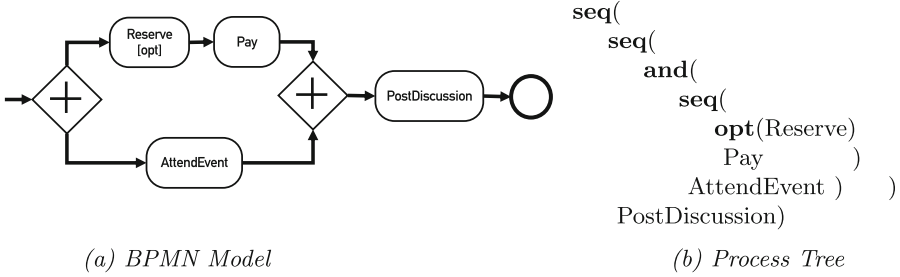 Reserve
[opt]
Pay
AttendEvent
PostDiscussion
(a) BPMN Model
seq(
seq(
and(
seq(
opt(Reserve)
Pay )
AttendEvent ) )
PostDiscussion)
(b) Process Tree